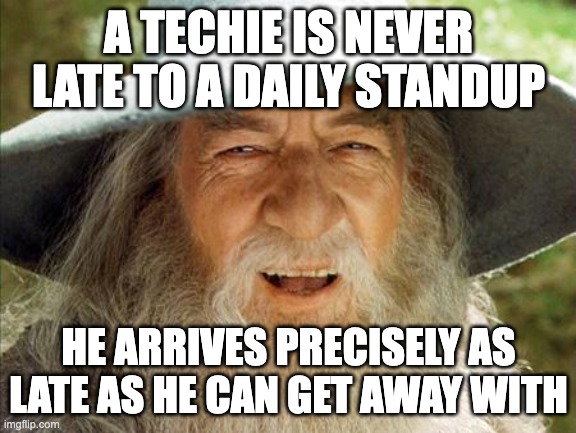 A TECHIE IS NEVER
LATE TO A DAILY STANDUP
HE ARRIVES PRECISELY AS
LATE AS HE CAN GET AWAY WITH
imgflip.com